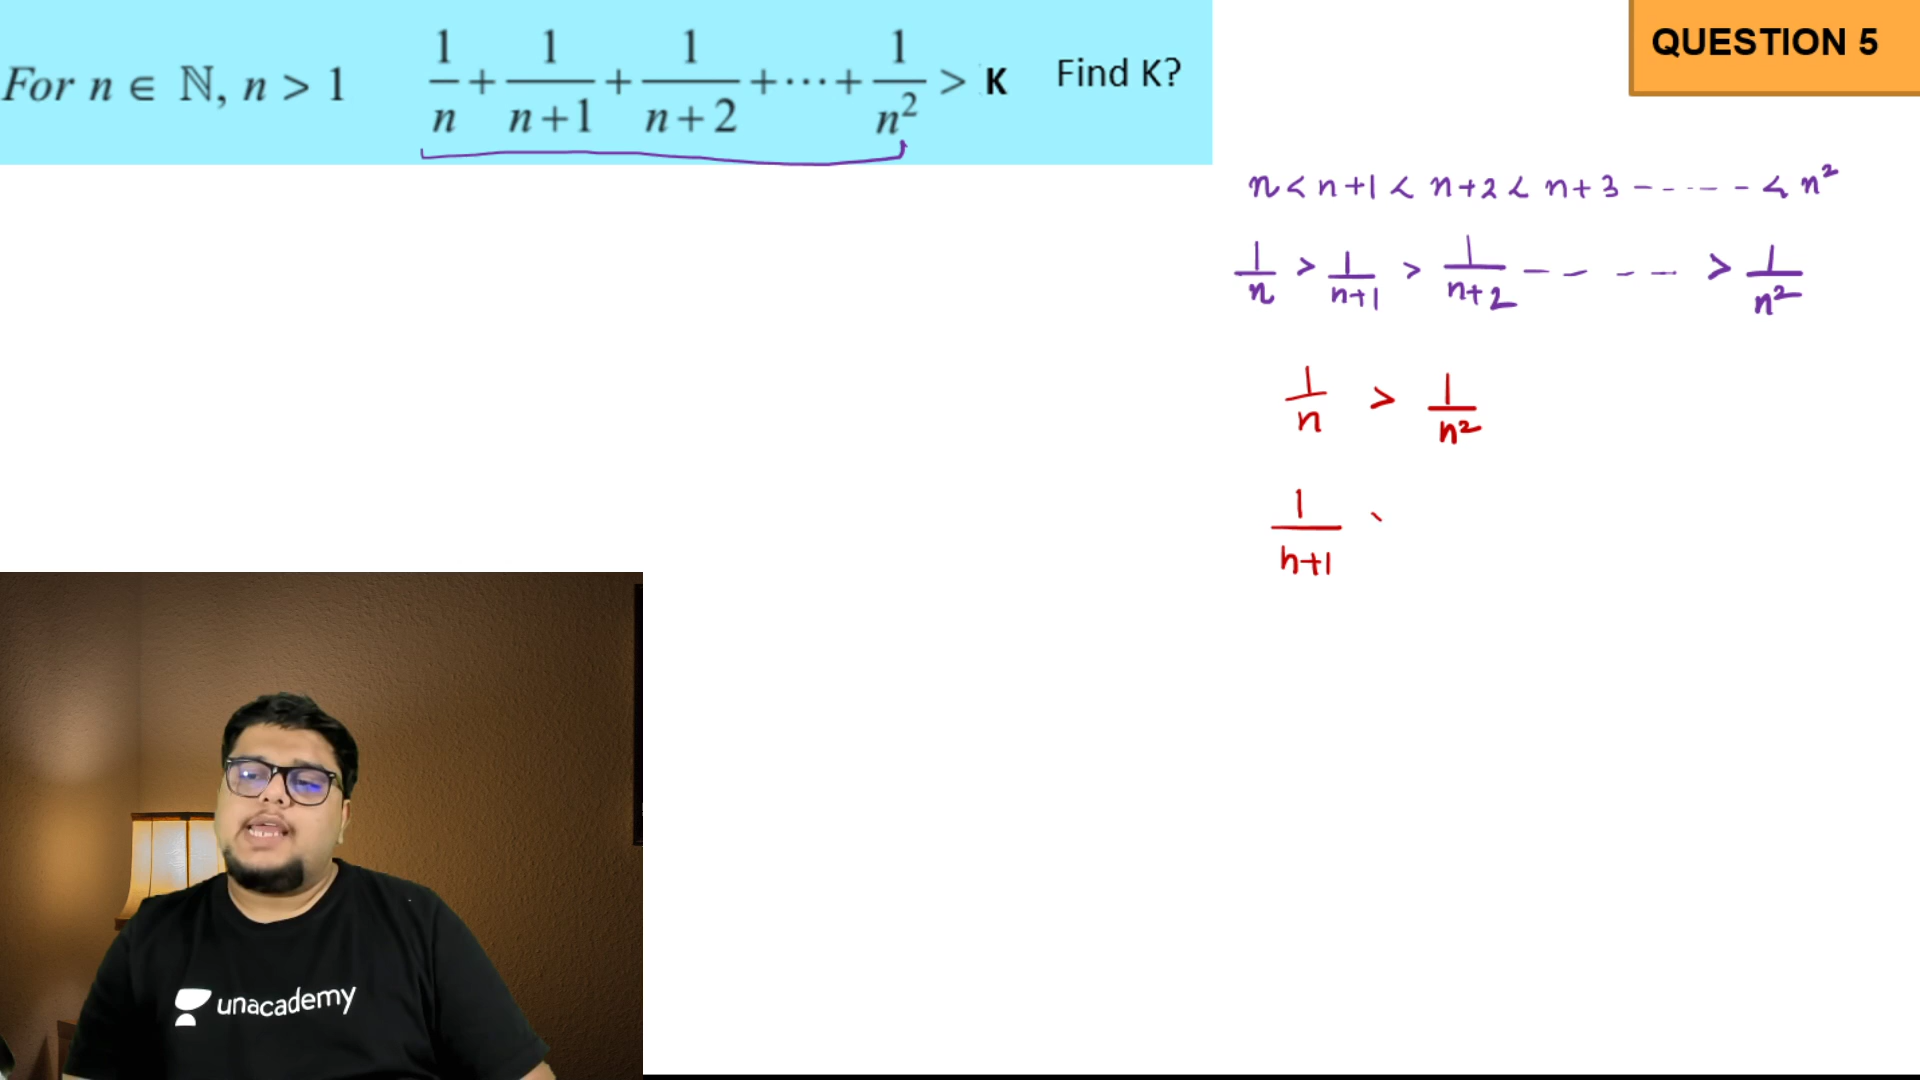 For n ∈ ℕ, n > 1 1/n + 1/(n+1) + 1/(n+2) + ··· + 1/n² > K Find K?
QUESTION 5
n < n+1 < n+2 < n+3 - - - - - - < n²
1/n > 1/(n+1) > 1/(n+2) - - - - > 1/n²
1/n > 1/n²
1/(n+1)
unacademy